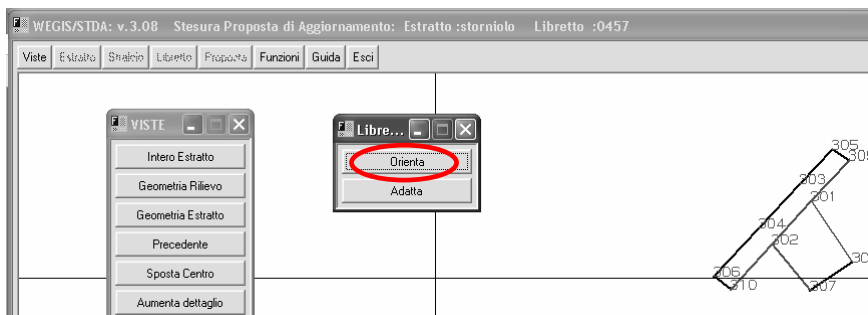 WEGIS/STDA: v.3.08 Stesura Proposta di Aggiornamento: Estratto :storniolo Libretto :0457
Viste Estratto Stralcio Libretto Proposta Funzioni Guida Esci
VISTE
Intero Estratto
Geometria Rilievo
Geometria Estratto
Precedente
Sposta Centro
Aumenta dettaglio
Libre...
Orienta
Adatta
305
303
301
304
302
306
310
307